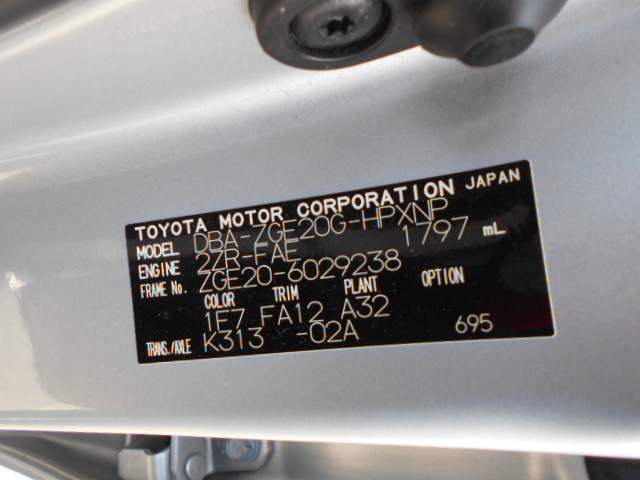 TOYOTA MOTOR CORPORATION JAPAN
MODEL DBA-ZGE20G-HPXNP
ENGINE 2ZR-FAE 1797 mL
FRAME No. ZGE20-6029238
COLOR TRIM PLANT OPTION
1E7 FA12 A32
TRANS./AXLE K313 -02A 695